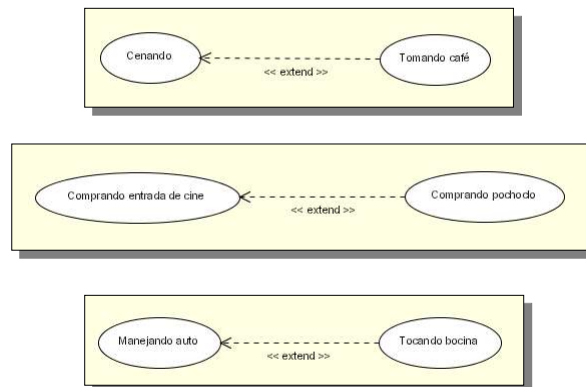 Cenando
Tomando café
<< extend >>
Comprando entrada de cine
Comprando pochoclo
<< extend >>
Manejando auto
Tocando bocina
<< extend >>